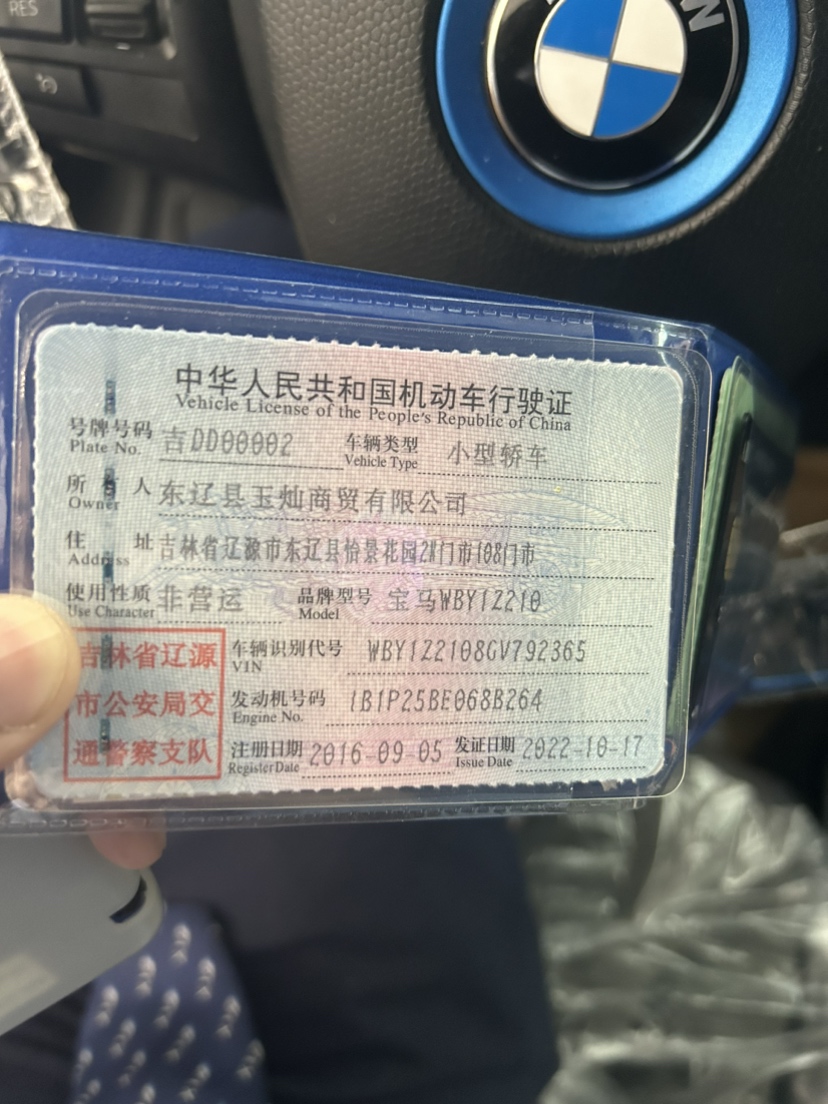 RES
W
中华人民共和国机动车行驶证
Vehicle License of the People's Republic of China
号牌号码 吉DD00002 车辆类型 小型轿车
Plate No. Vehicle Type
所有人 东辽县玉灿商贸有限公司
Owner
住址 吉林省辽源市东辽县怡景花园2#门市108门市
Address
使用性质 非营运 品牌型号 宝马WBY1Z210
Use Character Model
吉林省辽源 车辆识别代号 WBY1Z2108GV792365
VIN
市公安局交 发动机号码 1B1P25BE068B264
Engine No.
通警察支队 注册日期 2016-09-05 发证日期 2022-10-17
Register Date Issue Date